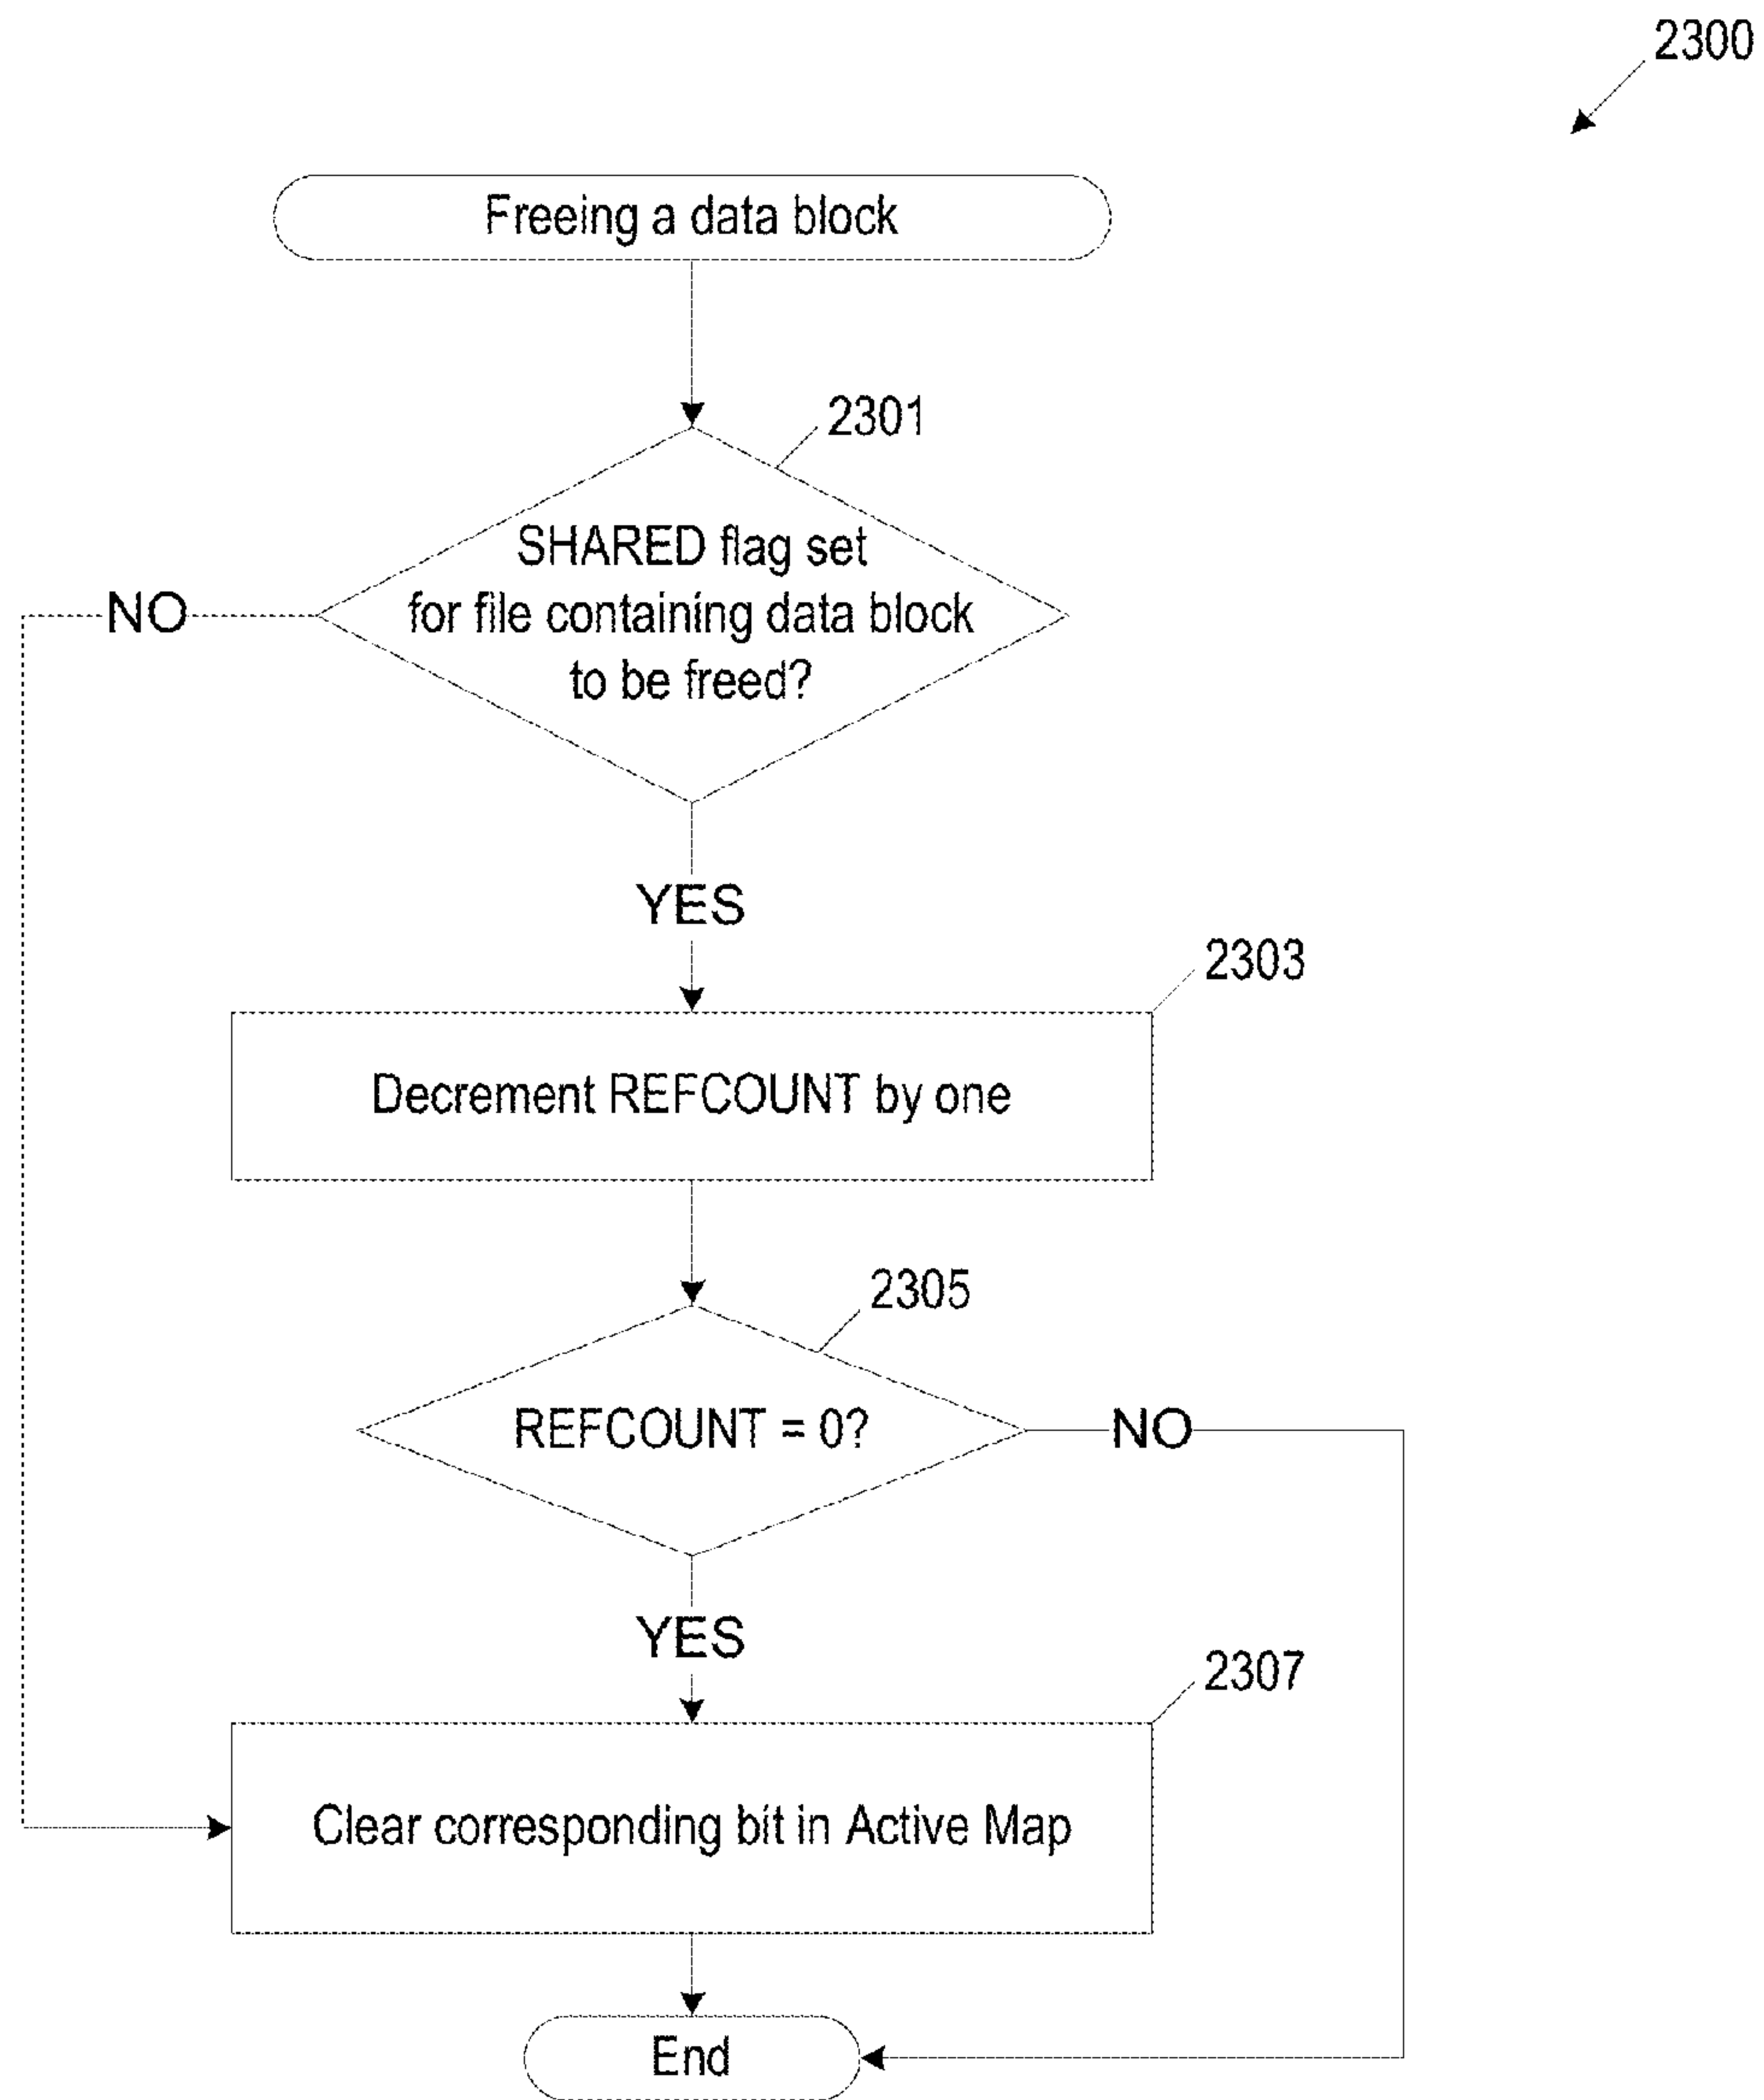 2300
Freeing a data block
2301
SHARED flag set
for file containing data block
to be freed?
NO
YES
2303
Decrement REFCOUNT by one
2305
REFCOUNT = 0?
NO
YES
2307
Clear corresponding bit in Active Map
End